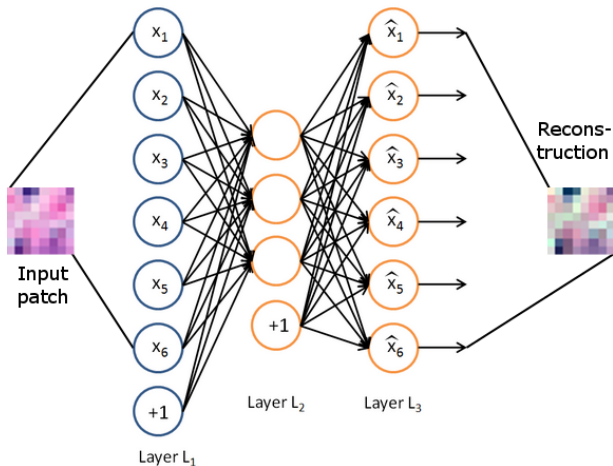 x₁
x₂
x₃
x₄
x₅
x₆
+1
Layer L₁
Input
patch
+1
Layer L₂
x̂₁
x̂₂
x̂₃
x̂₄
x̂₅
x̂₆
Layer L₃
Recons-
truction